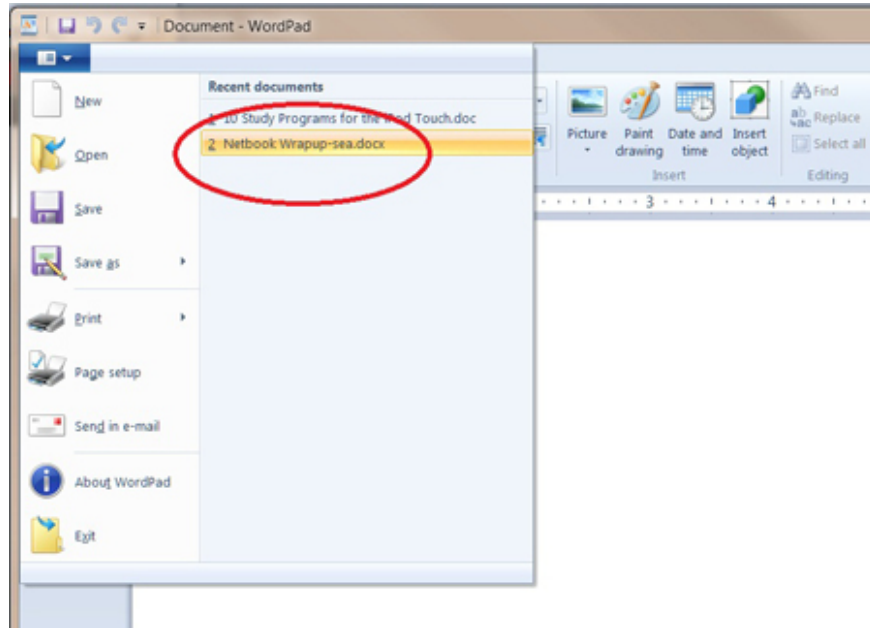 Document - WordPad
Recent documents
1 10 Study Programs for the iPod Touch.doc
2 Netbook Wrapup-sea.docx
New
Open
Save
Save as
Print
Page setup
Send in e-mail
About WordPad
Exit
Picture
Paint drawing
Date and time
Insert object
Insert
Find
Replace
Select all
Editing
3
4